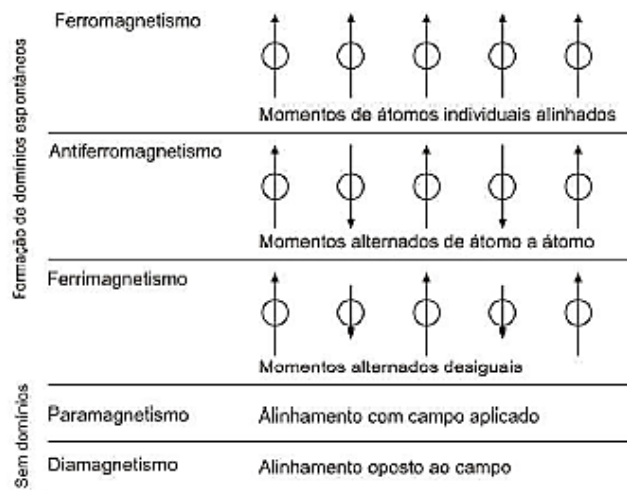 Formação de domínios espontâneos
Ferromagnetismo
Momentos de átomos individuais alinhados
Antiferromagnetismo
Momentos alternados de átomo a átomo
Ferrimagnetismo
Momentos alternados desiguais
Sem domínios
Paramagnetismo
Alinhamento com campo aplicado
Diamagnetismo
Alinhamento oposto ao campo